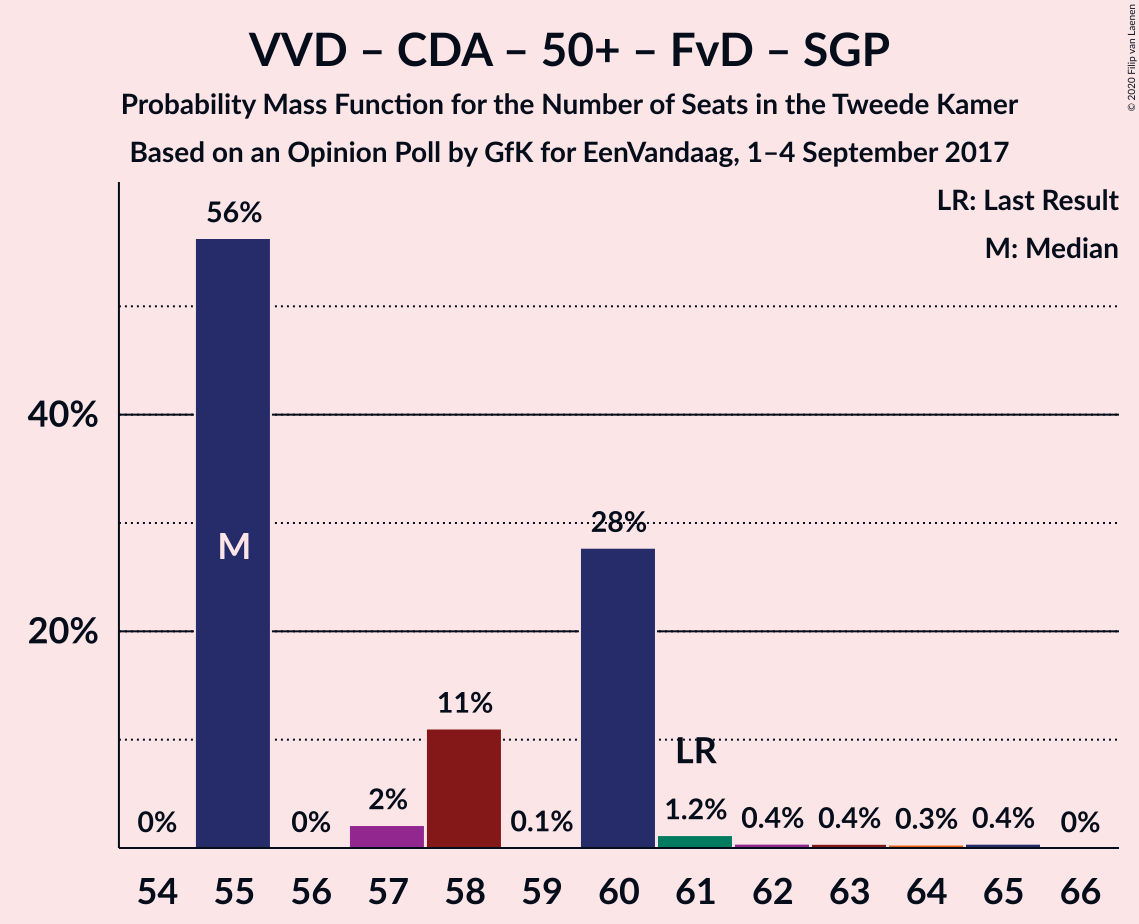 VVD – CDA – 50+ – FvD – SGP
Probability Mass Function for the Number of Seats in the Tweede Kamer
Based on an Opinion Poll by GfK for EenVandaag, 1–4 September 2017
© 2020 Filip van Laenen
LR: Last Result
M: Median
56%
40%
28%
M
20%
11%
LR
0%
0%
2%
0.1%
1.2%
0.4%
0.4%
0.3%
0.4%
0%
54 55 56 57 58 59 60 61 62 63 64 65 66